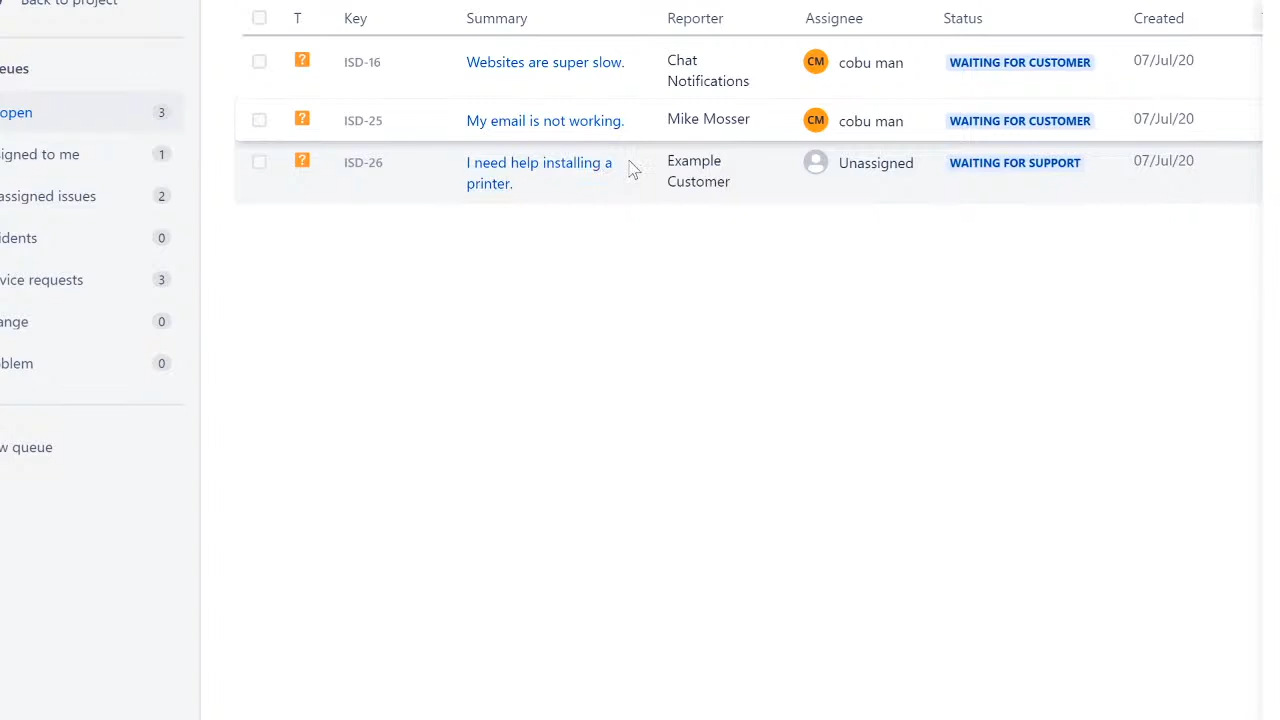 Back to project
T Key Summary Reporter Assignee Status Created
ISD-16 Websites are super slow. Chat Notifications CM cobu man WAITING FOR CUSTOMER 07/Jul/20
ISD-25 My email is not working. Mike Mosser CM cobu man WAITING FOR CUSTOMER 07/Jul/20
ISD-26 I need help installing a printer. Example Customer Unassigned WAITING FOR SUPPORT 07/Jul/20
eues
open 3
igned to me 1
assigned issues 2
idents 0
vice requests 3
ange 0
oblem 0
w queue